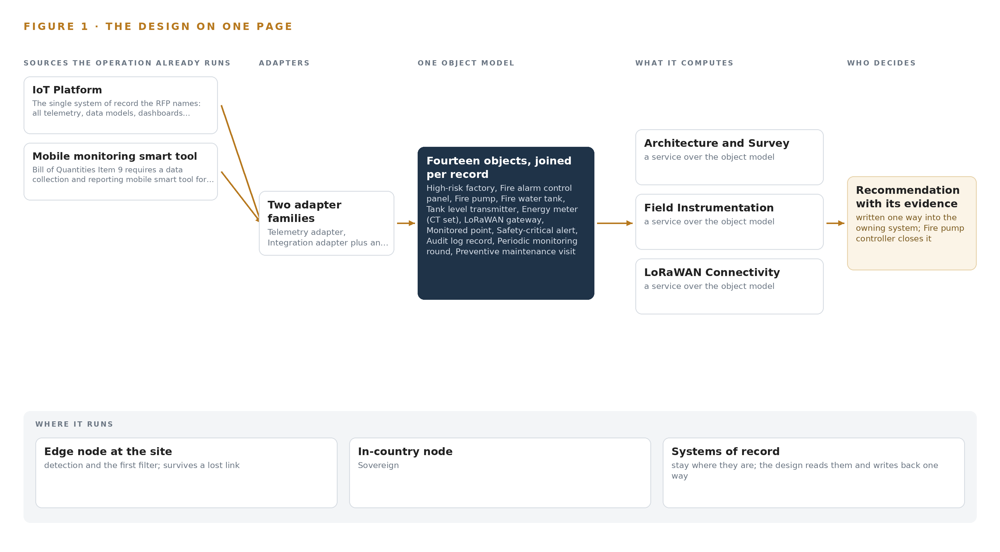 FIGURE 1 · THE DESIGN ON ONE PAGE
SOURCES THE OPERATION ALREADY RUNS
IoT Platform
The single system of record the RFP names:
all telemetry, data models, dashboards…
Mobile monitoring smart tool
Bill of Quantities Item 9 requires a data
collection and reporting mobile smart tool for…
ADAPTERS
Two adapter
families
Telemetry adapter,
Integration adapter plus an…
ONE OBJECT MODEL
Fourteen objects, joined
per record
High-risk factory, Fire alarm control
panel, Fire pump, Fire water tank,
Tank level transmitter, Energy meter
(CT set), LoRaWAN gateway,
Monitored point, Safety-critical alert,
Audit log record, Periodic monitoring
round, Preventive maintenance visit
WHAT IT COMPUTES
Architecture and Survey
a service over the object model
Field Instrumentation
a service over the object model
LoRaWAN Connectivity
a service over the object model
WHO DECIDES
Recommendation
with its evidence
written one way into the
owning system; Fire pump
controller closes it
WHERE IT RUNS
Edge node at the site
detection and the first filter; survives a lost link
In-country node
Sovereign
Systems of record
stay where they are; the design reads them and writes back one
way